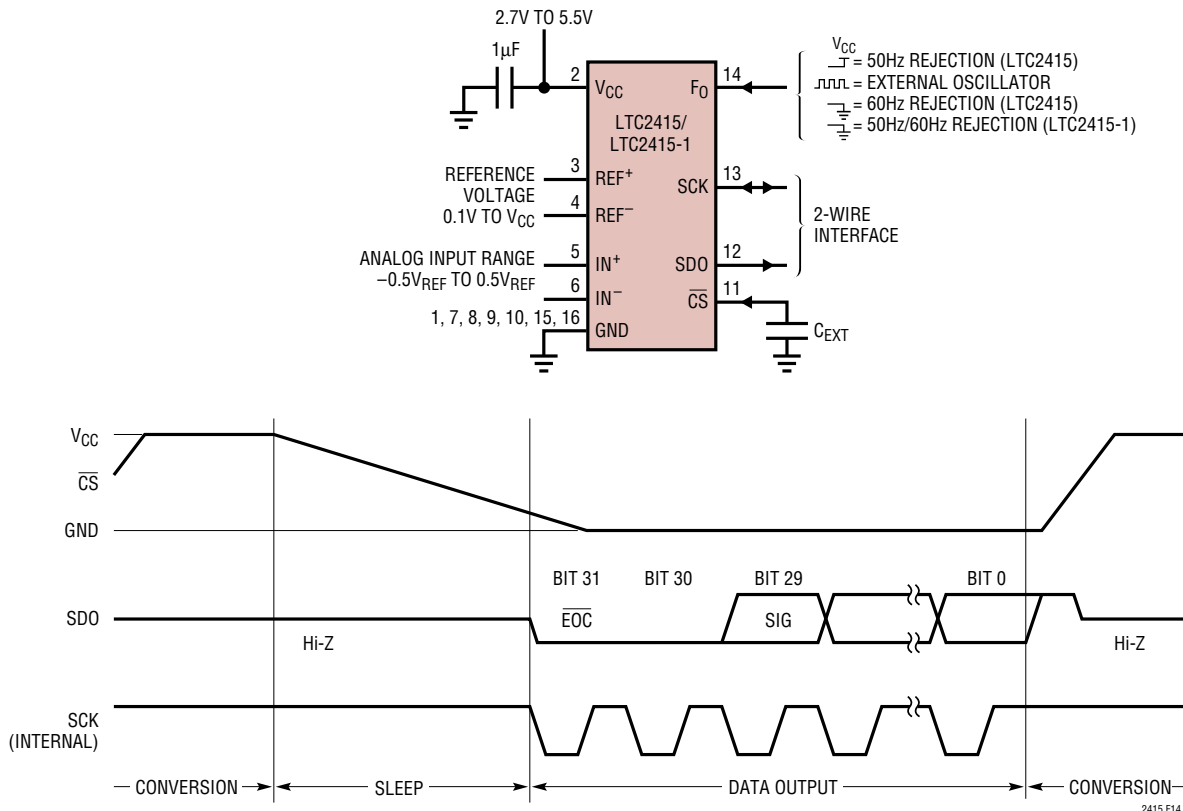 2.7V TO 5.5V
1µF
2
VCC
LTC2415/
LTC2415-1
FO
14
VCC
= 50Hz REJECTION (LTC2415)
= EXTERNAL OSCILLATOR
= 60Hz REJECTION (LTC2415)
= 50Hz/60Hz REJECTION (LTC2415-1)
REFERENCE
VOLTAGE
0.1V TO VCC
3
REF+
4
REF–
SCK
13
2-WIRE
INTERFACE
ANALOG INPUT RANGE
–0.5VREF TO 0.5VREF
5
IN+
6
IN–
SDO
12
CS
11
CEXT
1, 7, 8, 9, 10, 15, 16
GND
VCC
CS
GND
BIT 31 BIT 30 BIT 29 BIT 0
SDO
EOC SIG
Hi-Z Hi-Z
SCK
(INTERNAL)
CONVERSION SLEEP DATA OUTPUT CONVERSION
2415 F14